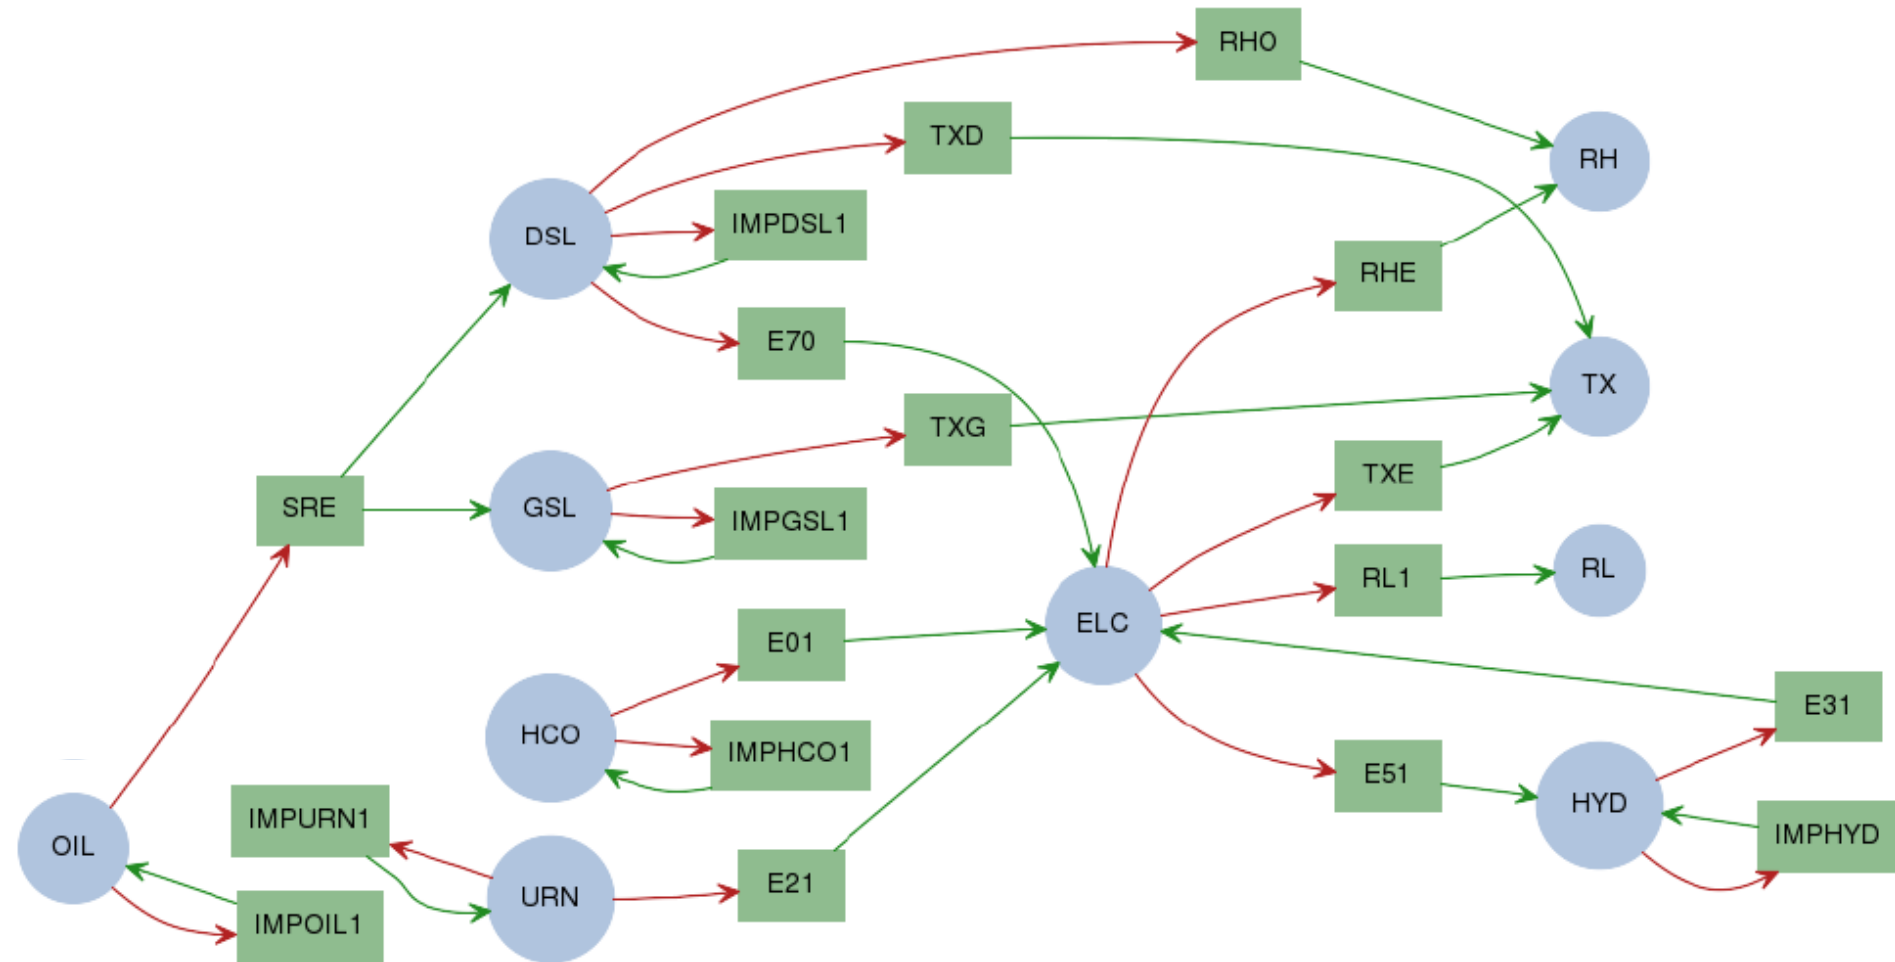 RHO
TXD
RH
DSL
IMPDSL1
RHE
E70
TX
TXG
TXE
SRE
GSL
IMPGSL1
RL1
RL
E01
ELC
HCO
IMPHCO1
E31
E51
HYD
IMPURN1
IMPHYD
OIL
URN
E21
IMPOIL1